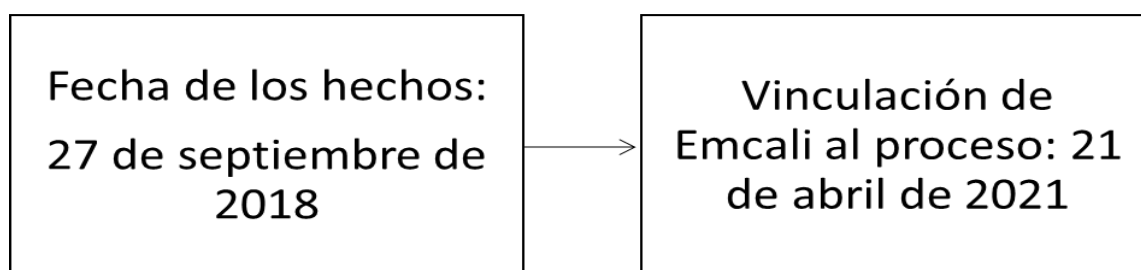 Fecha de los hechos:
27 de septiembre de
2018
Vinculación de
Emcali al proceso: 21
de abril de 2021